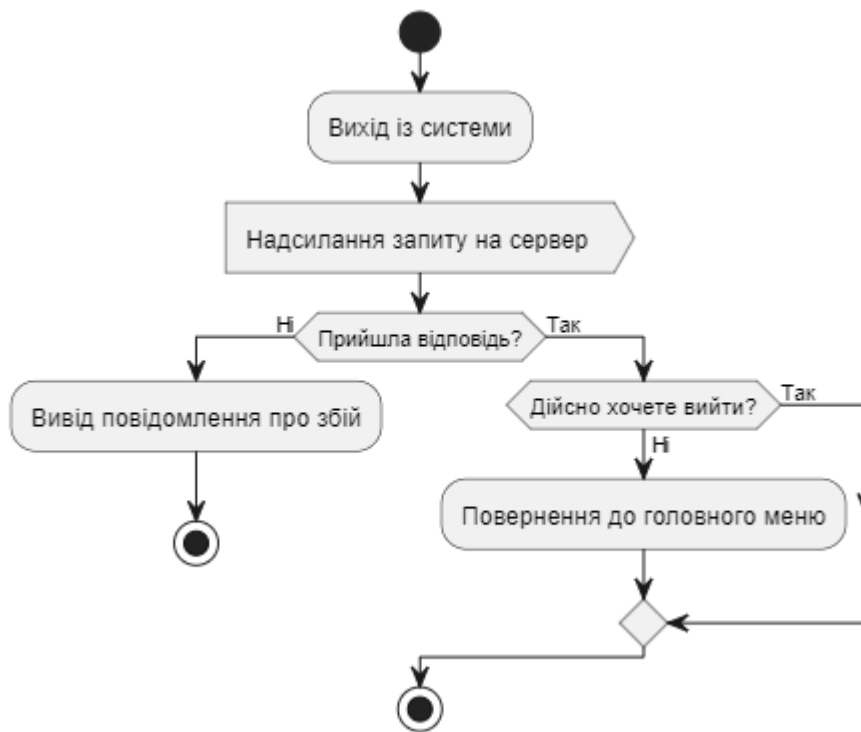 Вихід із системи
Надсилання запиту на сервер
Ні
Прийшла відповідь?
Так
Вивід повідомлення про збій
Дійсно хочете вийти?
Так
Ні
Повернення до головного меню